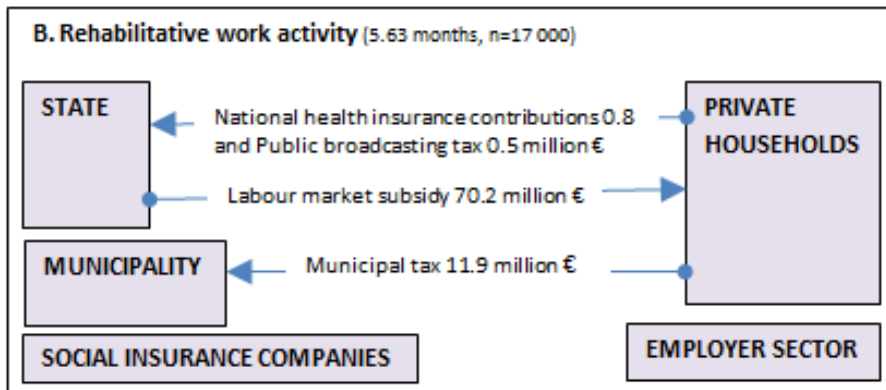 B. Rehabilitative work activity (5.63 months, n=17 000)
STATE
National health insurance contributions 0.8
and Public broadcasting tax 0.5 million €
PRIVATE
HOUSEHOLDS
Labour market subsidy 70.2 million €
MUNICIPALITY
Municipal tax 11.9 million €
SOCIAL INSURANCE COMPANIES
EMPLOYER SECTOR